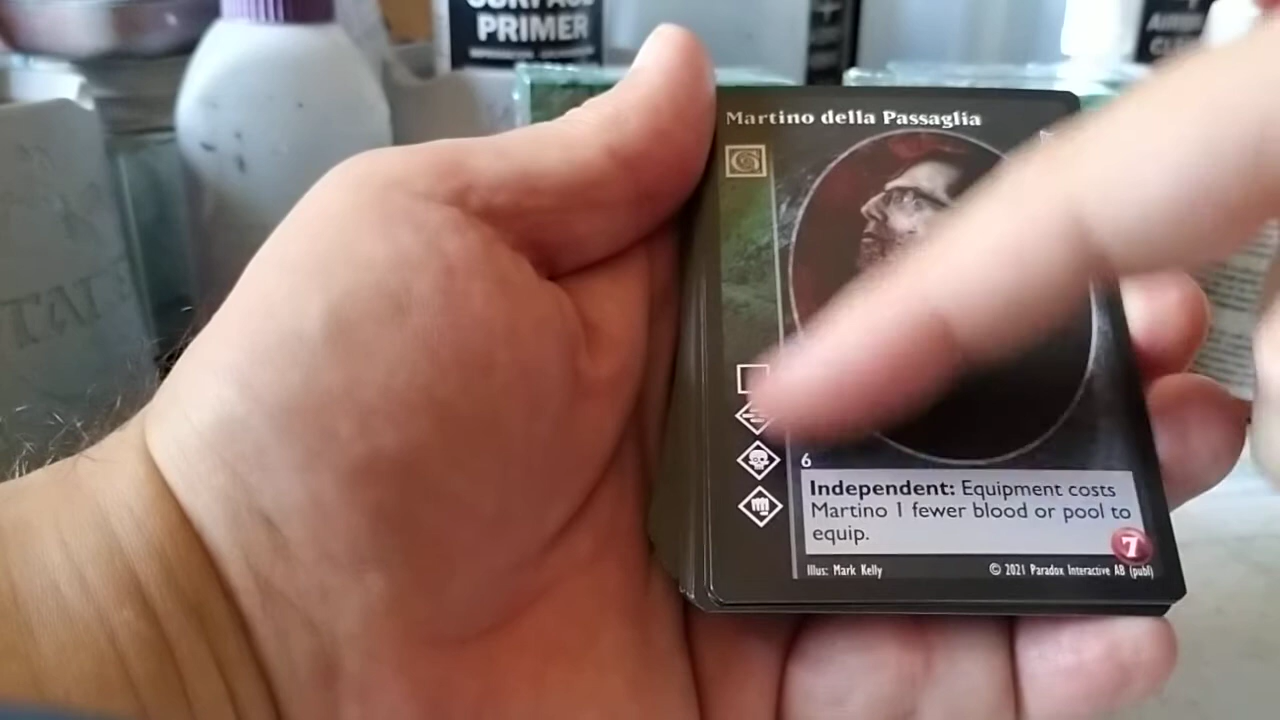 SURFACE
PRIMER
Martino della Passaglia
G
6
Independent: Equipment costs
Martino 1 fewer blood or pool to
equip.
7
Illus: Mark Kelly
© 2021 Paradox Interactive AB (publ)